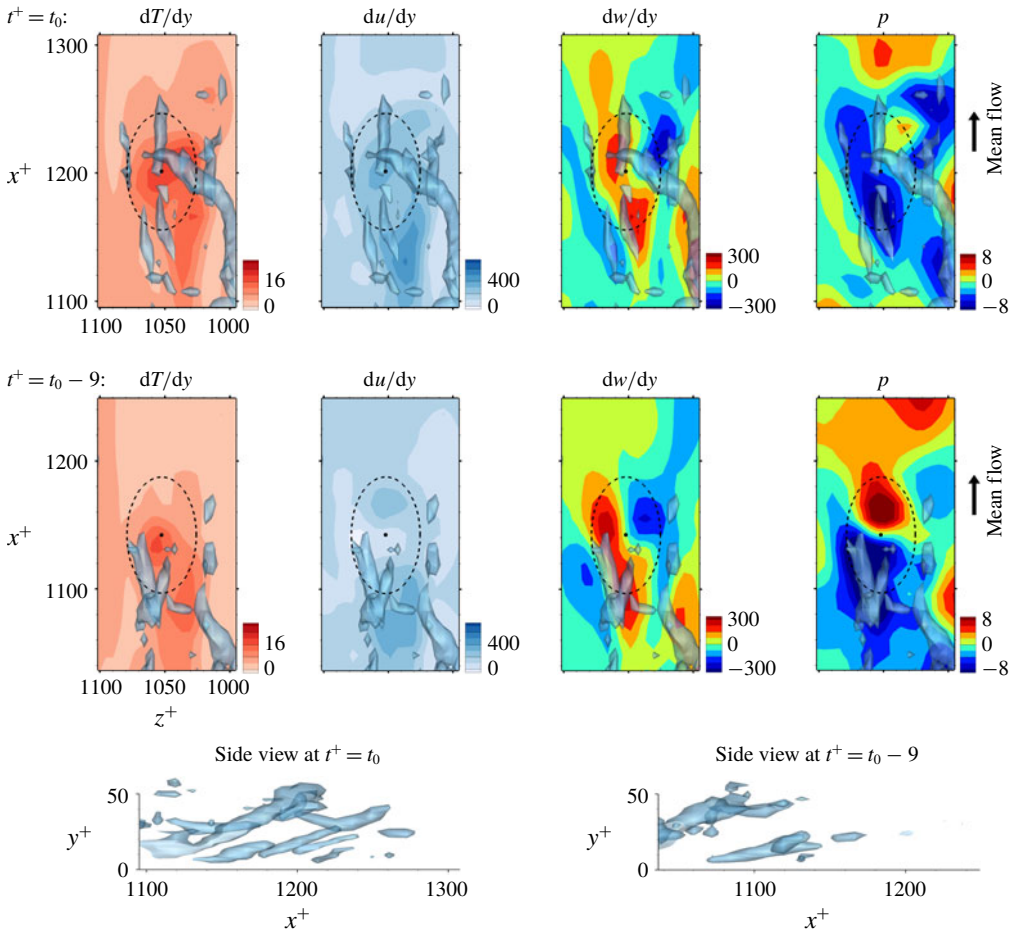 t⁺ = t₀: dT/dy du/dy dw/dy p
1300
1200
1100
x⁺
16
0
400
0
300
0
−300
8
0
−8
Mean flow
1100 1050 1000
t⁺ = t₀ − 9: dT/dy du/dy dw/dy p
1200
1100
x⁺
16
0
400
0
300
0
−300
8
0
−8
Mean flow
1100 1050 1000
z⁺
Side view at t⁺ = t₀ Side view at t⁺ = t₀ − 9
50
y⁺
0
1100 1200 1300
x⁺
50
y⁺
0
1100 1200
x⁺